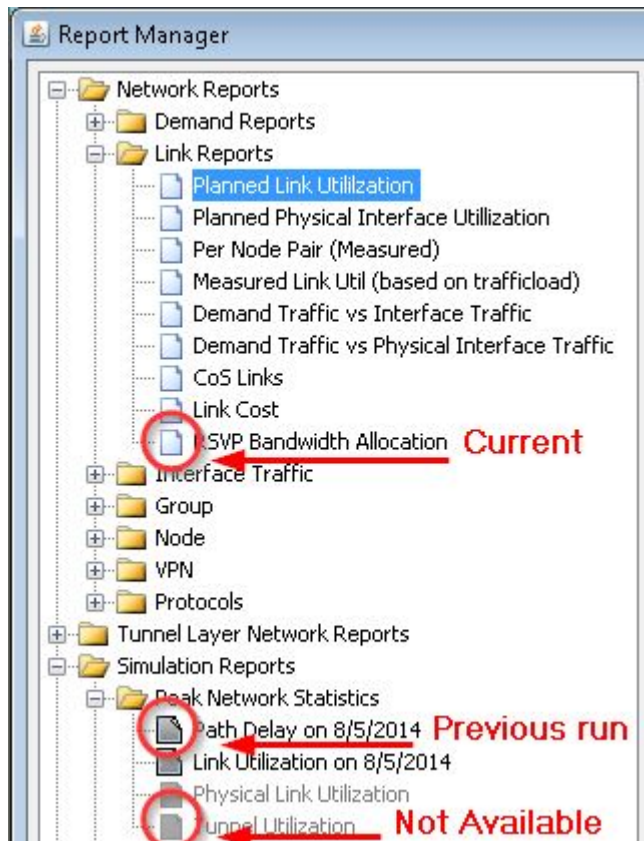 Report Manager
Network Reports
Demand Reports
Link Reports
Planned Link Utililzation
Planned Physical Interface Utillization
Per Node Pair (Measured)
Measured Link Util (based on trafficload)
Demand Traffic vs Interface Traffic
Demand Traffic vs Physical Interface Traffic
CoS Links
Link Cost
RSVP Bandwidth Allocation Current
Interface Traffic
Group
Node
VPN
Protocols
Tunnel Layer Network Reports
Simulation Reports
Peak Network Statistics
Path Delay on 8/5/2014 Previous run
Link Utilization on 8/5/2014
Physical Link Utilization
Tunnel Utilization Not Available